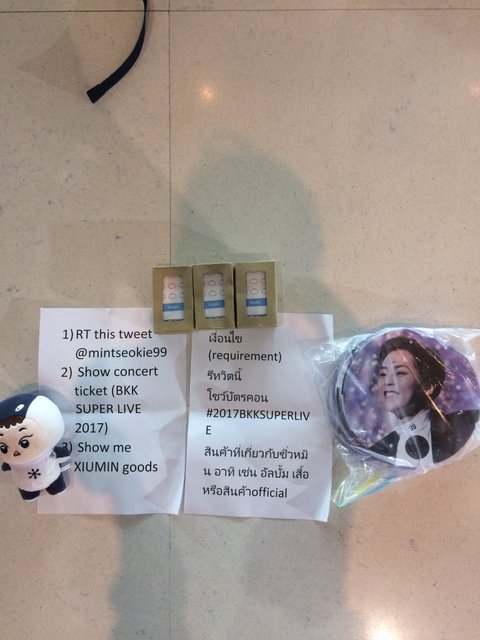 1) RT this tweet
@mintseokie99
2) Show concert
ticket (BKK
SUPER LIVE
2017)
3) Show me
XIUMIN goods
เงื่อนไข
(requirement)
รีทวิตนี้
โชว์บัตรคอน
#2017BKKSUPERLIV
E
สินค้าที่เกี่ยวกับซิ่วหมิ
น อาทิ เช่น อัลบั้ม เสื้อ
หรือสินค้าofficial